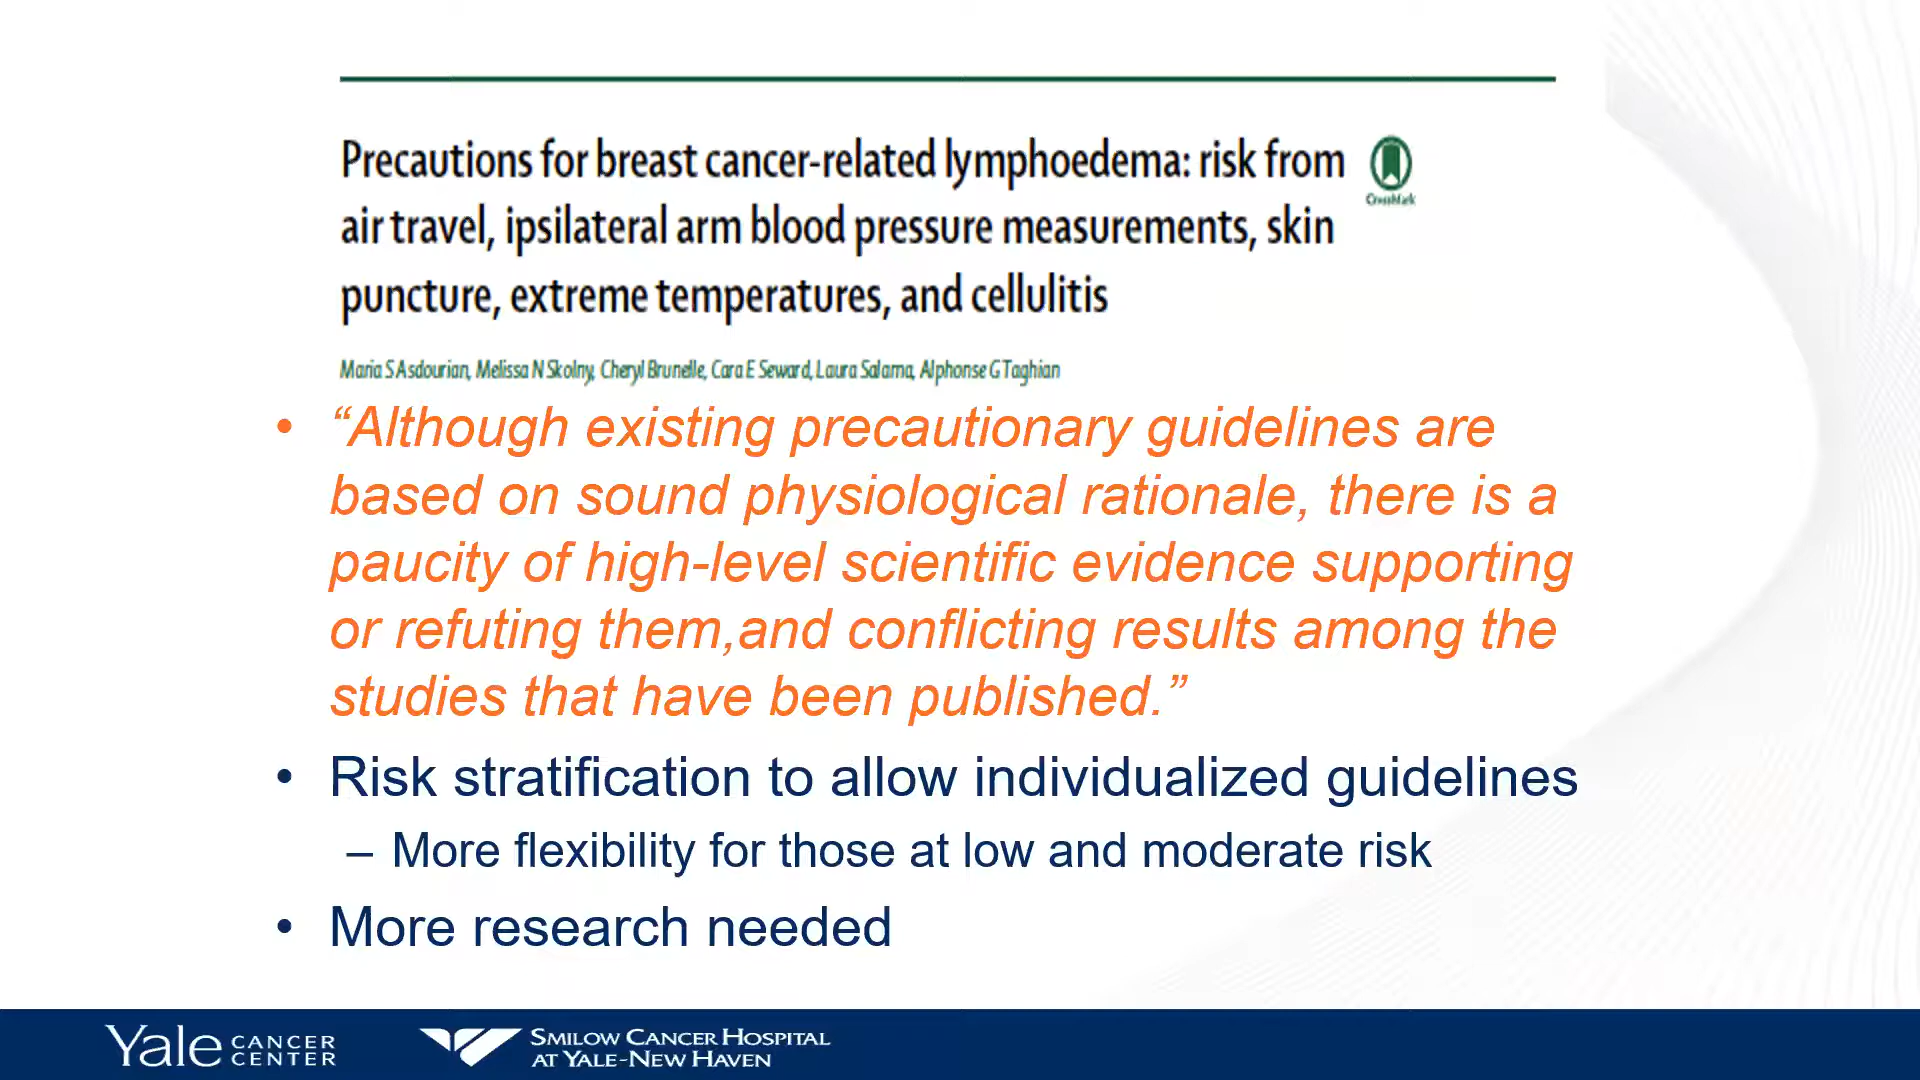 Precautions for breast cancer-related lymphoedema: risk from
air travel, ipsilateral arm blood pressure measurements, skin
puncture, extreme temperatures, and cellulitis
CrossMark
Maria S Asdourian, Melissa N Skolny, Cheryl Brunelle, Cara E Seward, Laura Salama, Alphonse G Taghian
• “Although existing precautionary guidelines are
based on sound physiological rationale, there is a
paucity of high-level scientific evidence supporting
or refuting them,and conflicting results among the
studies that have been published.”
• Risk stratification to allow individualized guidelines
– More flexibility for those at low and moderate risk
• More research needed
Yale CANCER CENTER
SMILOW CANCER HOSPITAL
AT YALE-NEW HAVEN